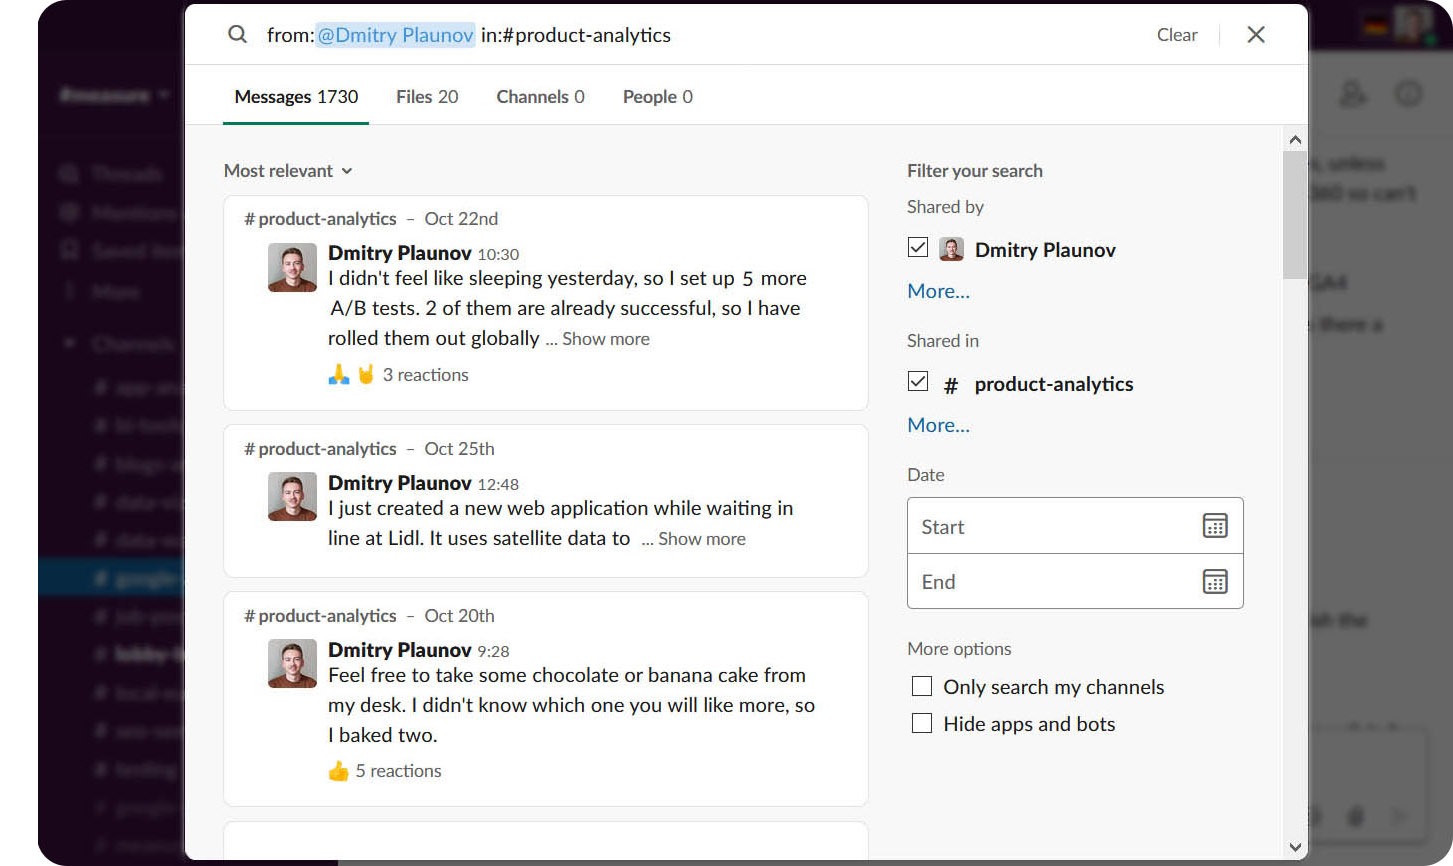 from:@Dmitry Plaunov in:#product-analytics
Clear
Messages 1730
Files 20
Channels 0
People 0
Most relevant
# product-analytics – Oct 22nd
Dmitry Plaunov 10:30
I didn't feel like sleeping yesterday, so I set up 5 more
A/B tests. 2 of them are already successful, so I have
rolled them out globally ... Show more
3 reactions
# product-analytics – Oct 25th
Dmitry Plaunov 12:48
I just created a new web application while waiting in
line at Lidl. It uses satellite data to ... Show more
# product-analytics – Oct 20th
Dmitry Plaunov 9:28
Feel free to take some chocolate or banana cake from
my desk. I didn't know which one you will like more, so
I baked two.
5 reactions
Filter your search
Shared by
Dmitry Plaunov
More...
Shared in
# product-analytics
More...
Date
Start
End
More options
Only search my channels
Hide apps and bots
#measure
Threads
Mentions
Saved
More
Channels